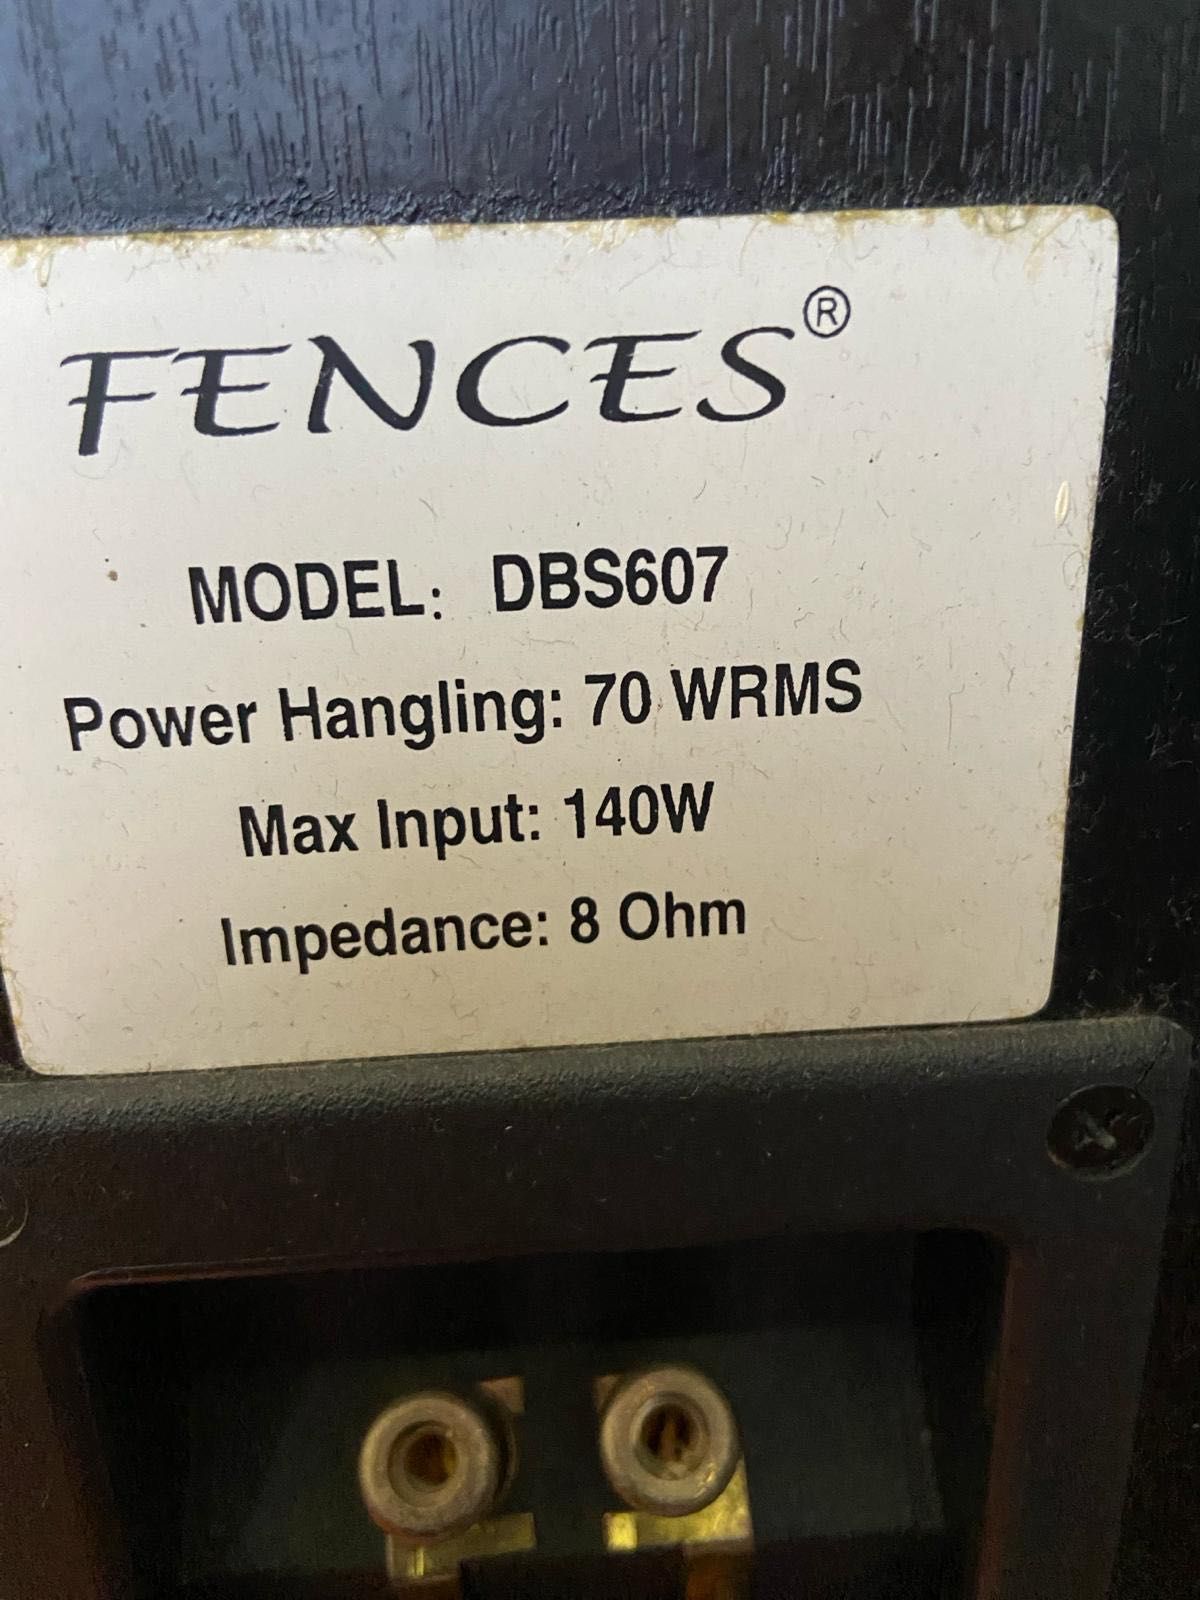 FENCES®
MODEL: DBS607
Power Hangling: 70 WRMS
Max Input: 140W
Impedance: 8 Ohm